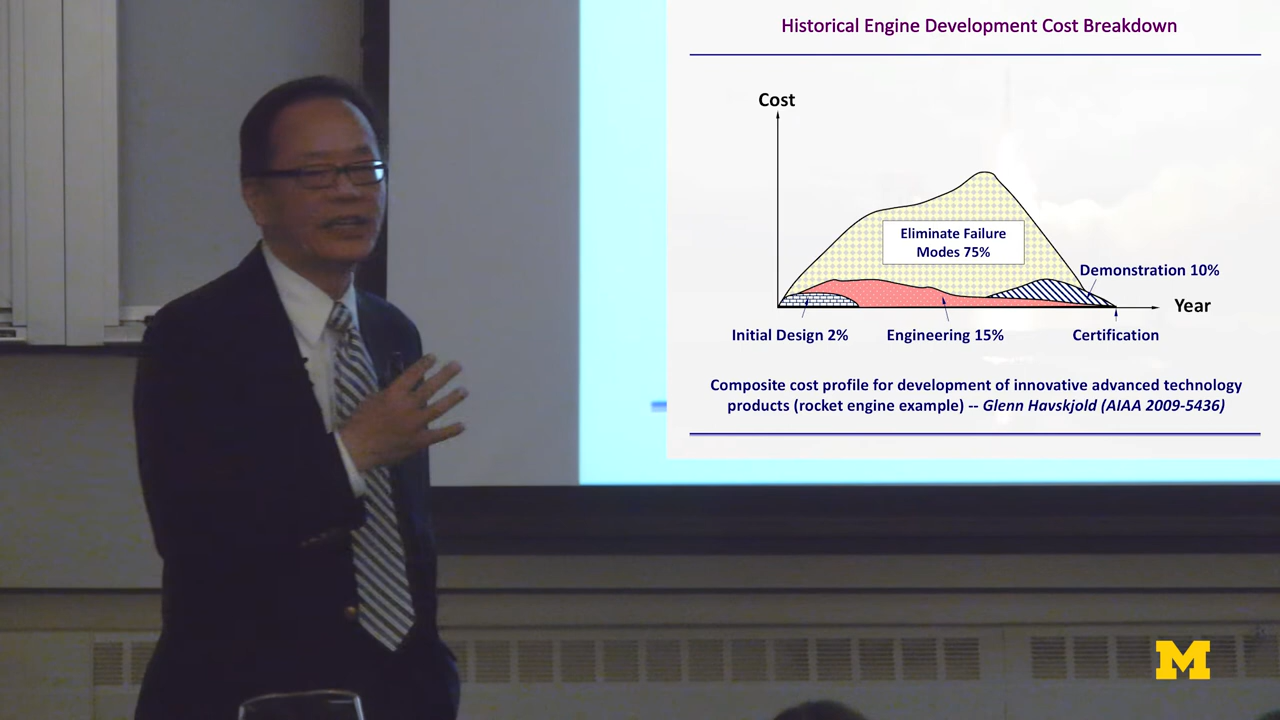 Historical Engine Development Cost Breakdown
Cost
Eliminate Failure
Modes 75%
Demonstration 10%
Year
Initial Design 2%
Engineering 15%
Certification
Composite cost profile for development of innovative advanced technology
products (rocket engine example) -- Glenn Havskjold (AIAA 2009-5436)
M